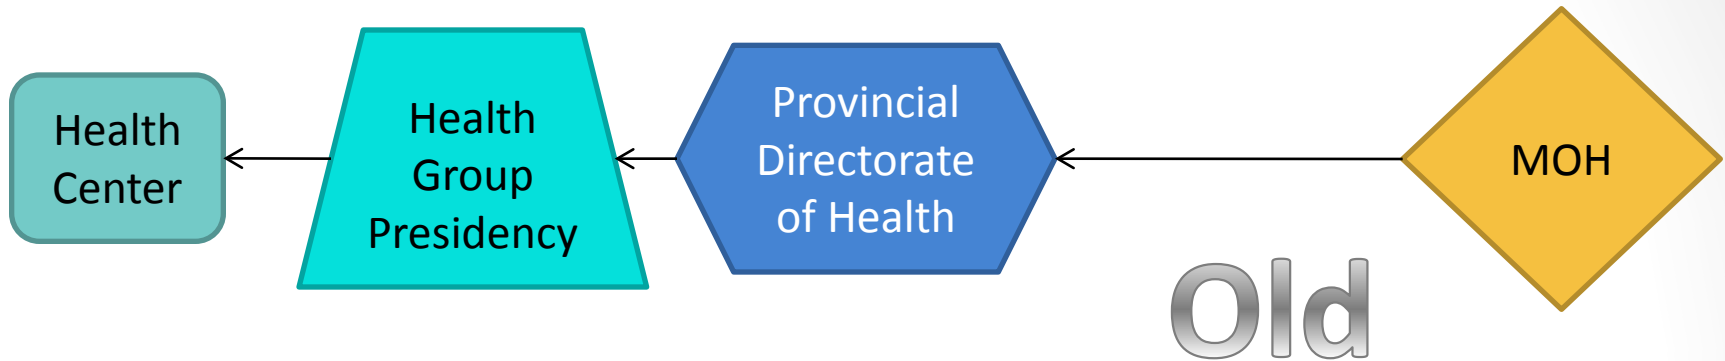 Health
Center
Health
Group
Presidency
Provincial
Directorate
of Health
MOH
Old